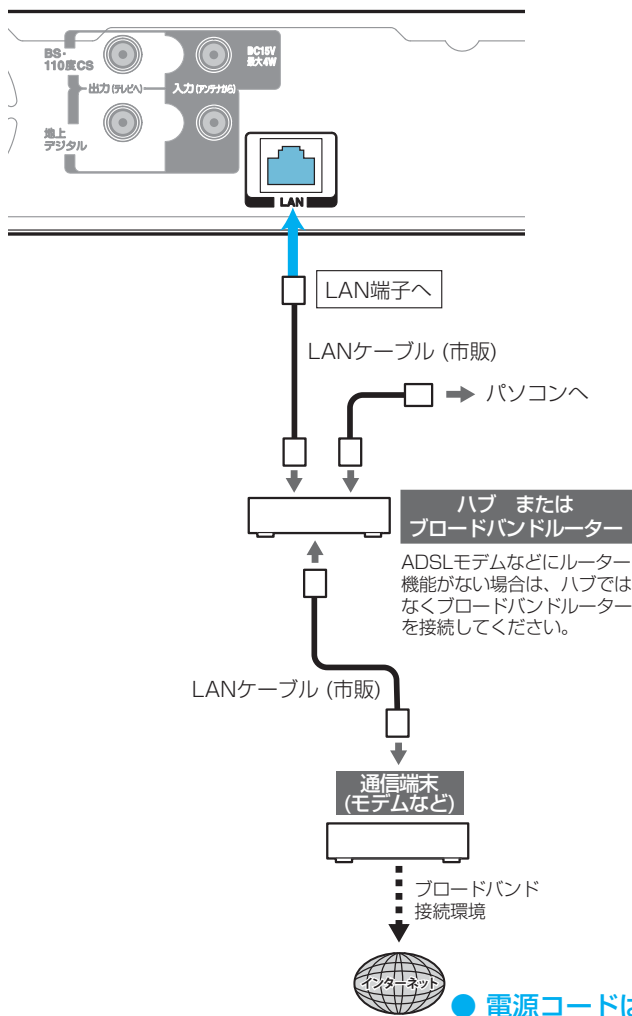 BS・
110度CS
DC15V
最大4W
出力 (テレビへ)
入力 (アンテナから)
地上
デジタル
LAN
LAN端子へ
LANケーブル (市販)
パソコンへ
ハブ または
ブロードバンドルーター
ADSLモデムなどにルーター
機能がない場合は、ハブでは
なくブロードバンドルーター
を接続してください。
LANケーブル (市販)
通信端末
(モデムなど)
ブロードバンド
接続環境
インターネット
● 電源コードは